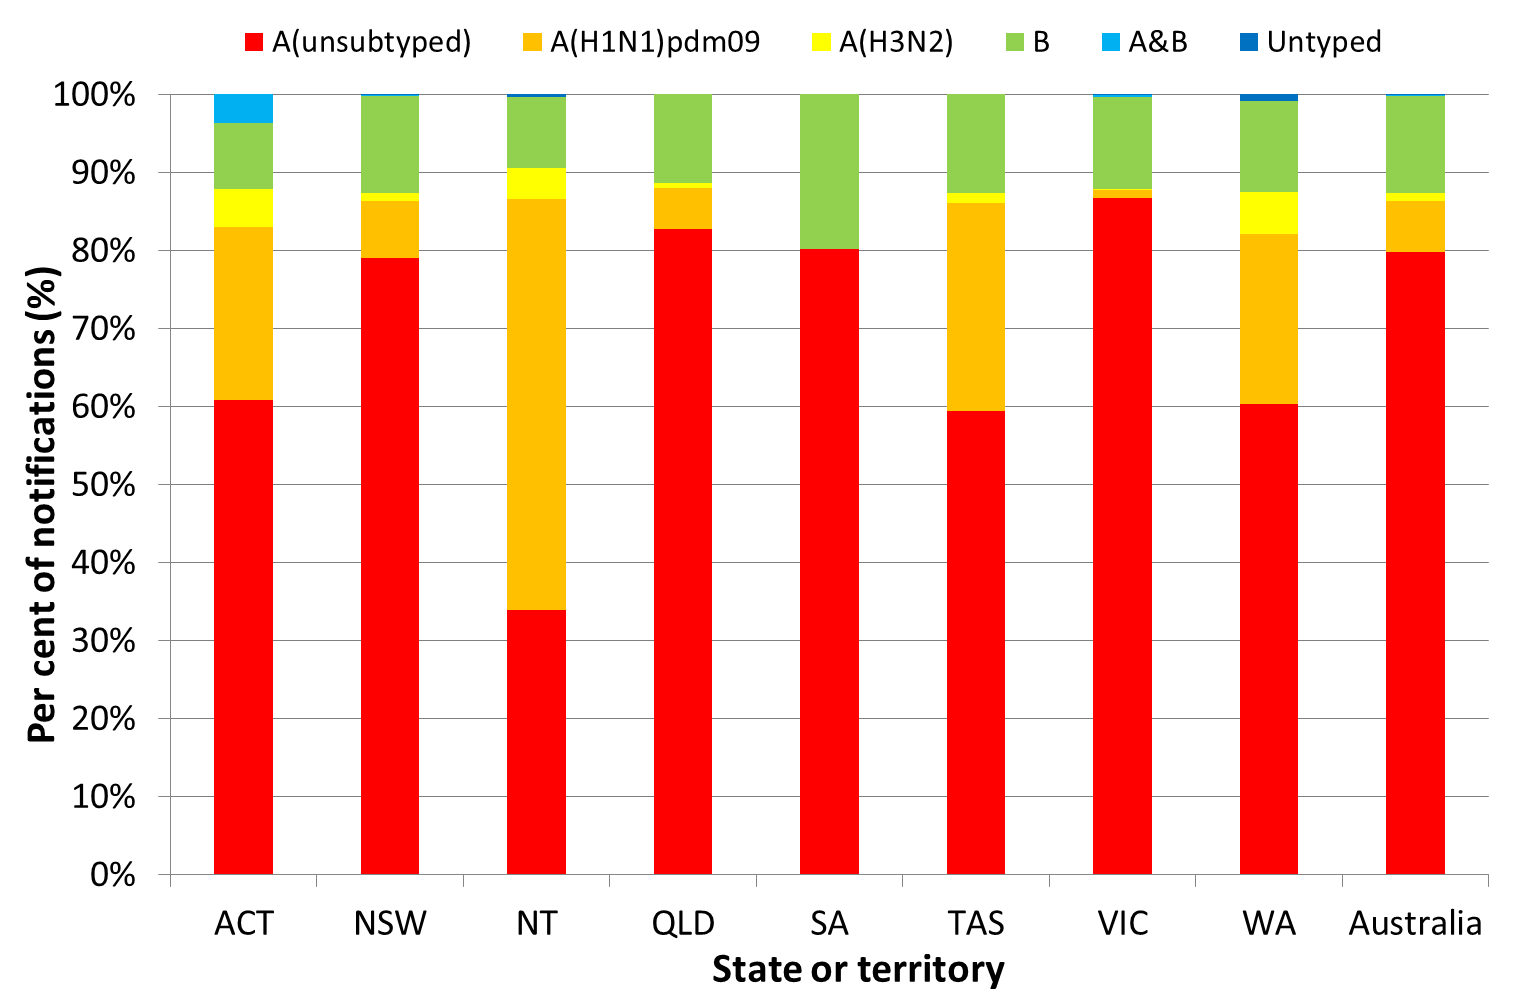 A(unsubtyped) A(H1N1)pdm09 A(H3N2) B A&B Untyped
100%
90%
80%
70%
60%
50%
40%
30%
20%
10%
0%
Per cent of notifications (%)
ACT NSW NT QLD SA TAS VIC WA Australia
State or territory